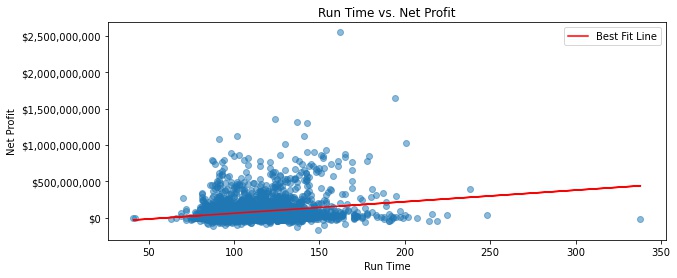 Run Time vs. Net Profit
Best Fit Line
$2,500,000,000
$2,000,000,000
$1,500,000,000
$1,000,000,000
$500,000,000
$0
Net Profit
50 100 150 200 250 300 350
Run Time